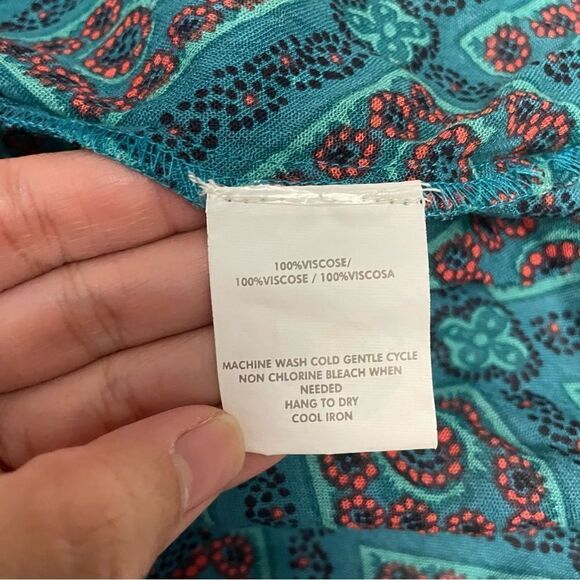 100%VISCOSE/
100%VISCOSE / 100%VISCOSA
MACHINE WASH COLD GENTLE CYCLE
NON CHLORINE BLEACH WHEN
NEEDED
HANG TO DRY
COOL IRON